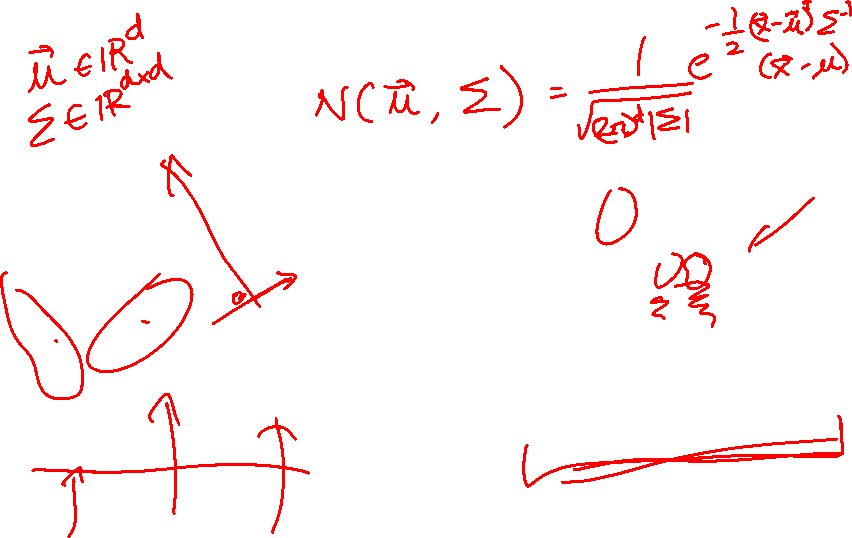 μ⃗ ∈ ℝ^d
Σ ∈ ℝ^{d×d}
N(μ⃗, Σ) = 1/√((2π)^d |Σ|) e^{-1/2 (x⃗-μ⃗)^T Σ^{-1} (x⃗-μ)}